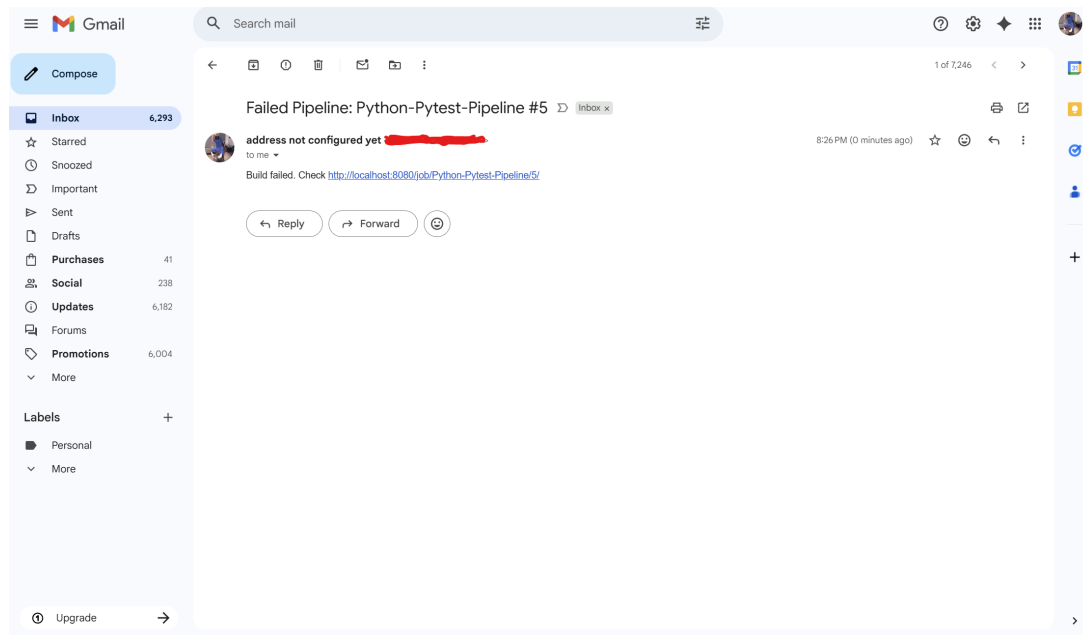 Gmail
Search mail
Compose
Inbox 6,293
Starred
Snoozed
Important
Sent
Drafts
Purchases 41
Social 238
Updates 6,182
Forums
Promotions 6,004
More
Labels
Personal
More
Upgrade
1 of 7,246
Failed Pipeline: Python-Pytest-Pipeline #5 Inbox x
address not configured yet
8:26 PM (0 minutes ago)
to me
Build failed. Check http://localhost:8080/job/Python-Pytest-Pipeline/5/
Reply Forward
31